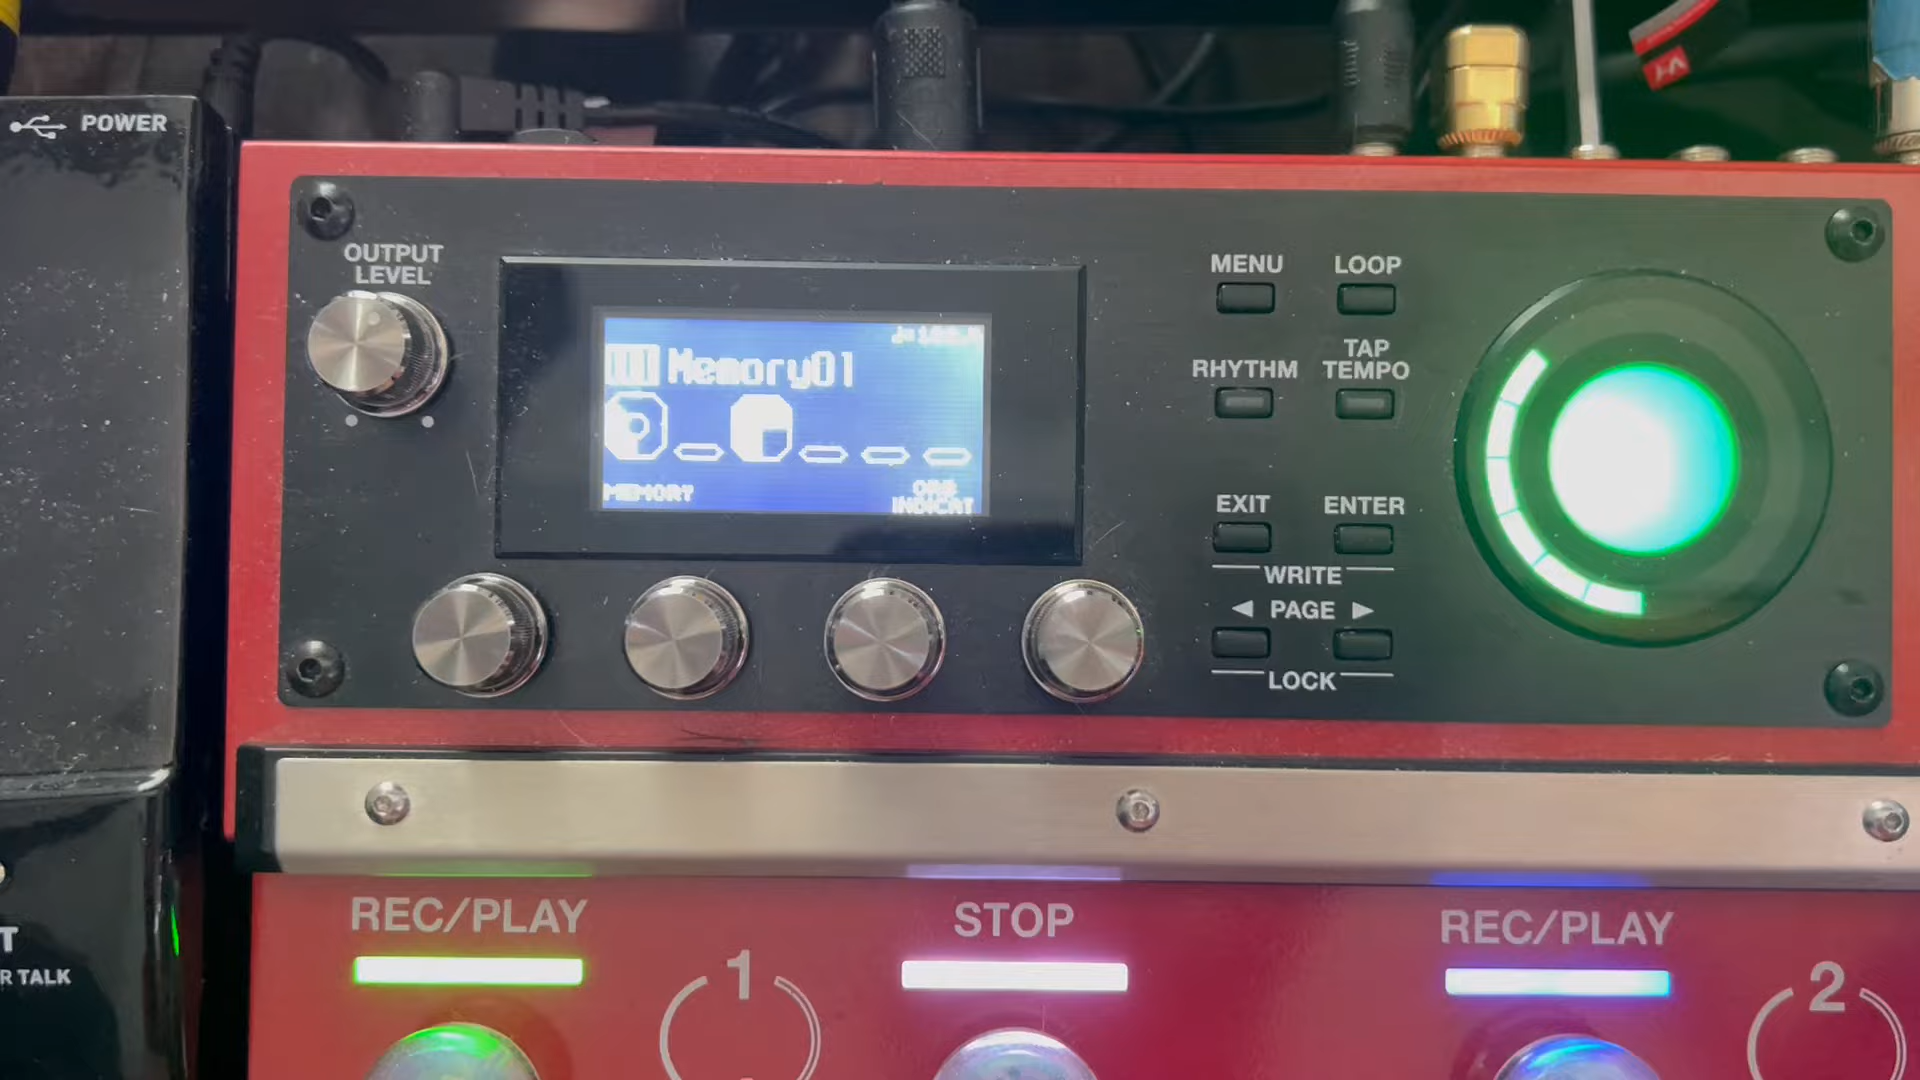 POWER
OUTPUT
LEVEL
Memory01
MEMORY
INDICAT
MENU
LOOP
RHYTHM
TAP
TEMPO
EXIT
ENTER
WRITE
◀ PAGE ▶
LOCK
REC/PLAY
1
STOP
REC/PLAY
2
T
R TALK